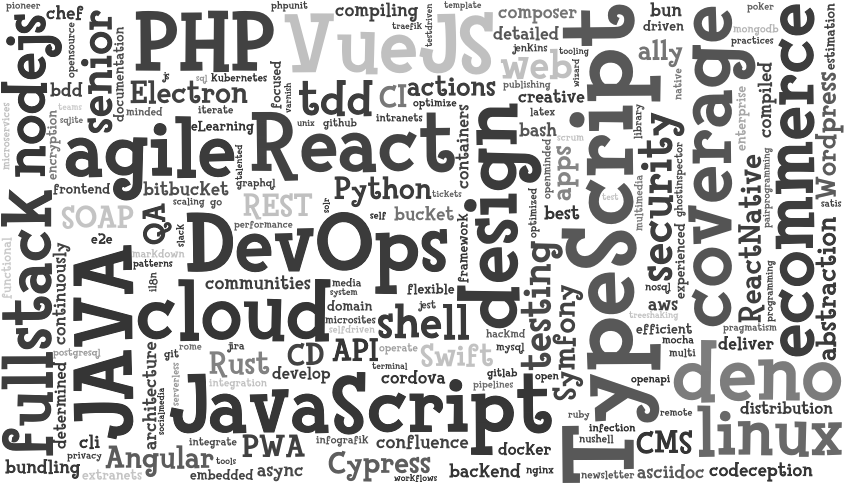 pioneer
chef
nodejs
opensource
senior
documentation
PHP
phpunit
VueJS
compiling
traefik
testdriven
template
composer
detailed
jenkins
tooling
wizard
web
publishing
bun
driven
ally
mongodb
poker
practices
native
coverage
ecommerce
estimation
js
sql
Kubernetes
Electron
bdd
teams
sqlite
minded
iterate
focused
varnish
tdd
CI
actions
optimize
creative
latex
bash
scrum
library
enterprise
compiled
Wordpress
microservices
encryption
agile
eLearning
talented
unix
github
intranets
React
containers
design
openminded
apps
TypeScript
test
multimedia
security
ghostinspector
pairprogramming
satis
frontend
bitbucket
scaling
go
graphql
Python
tickets
fullstack
SOAP
QA
slack
REST
performance
solr
self
bucket
framework
optimized
best
e2e
markdown
patterns
i18n
DevOps
functional
continuously
JAVA
communities
media
system
flexible
domain
microsites
selfdriven
jest
cloud
shell
hackmd
mysql
testing
Symfony
experienced
nosql
aws
treeshaking
ReactNative
programming
abstraction
efficient
mocha
multi
pragmatism
deliver
postgresql
determined
architecture
socialmedia
git
rome
jira
serverless
Rust
integration
develop
CD
API
operate
terminal
cordova
Swift
gitlab
pipelines
open
openapi
deno
JavaScript
ruby
remote
distribution
infection
nushell
CMS
linux
cli
privacy
bundling
extranets
Angular
integrate
tools
embedded
PWA
async
infografik
confluence
Cypress
workflows
backend
docker
nginx
newsletter
asciidoc
codeception